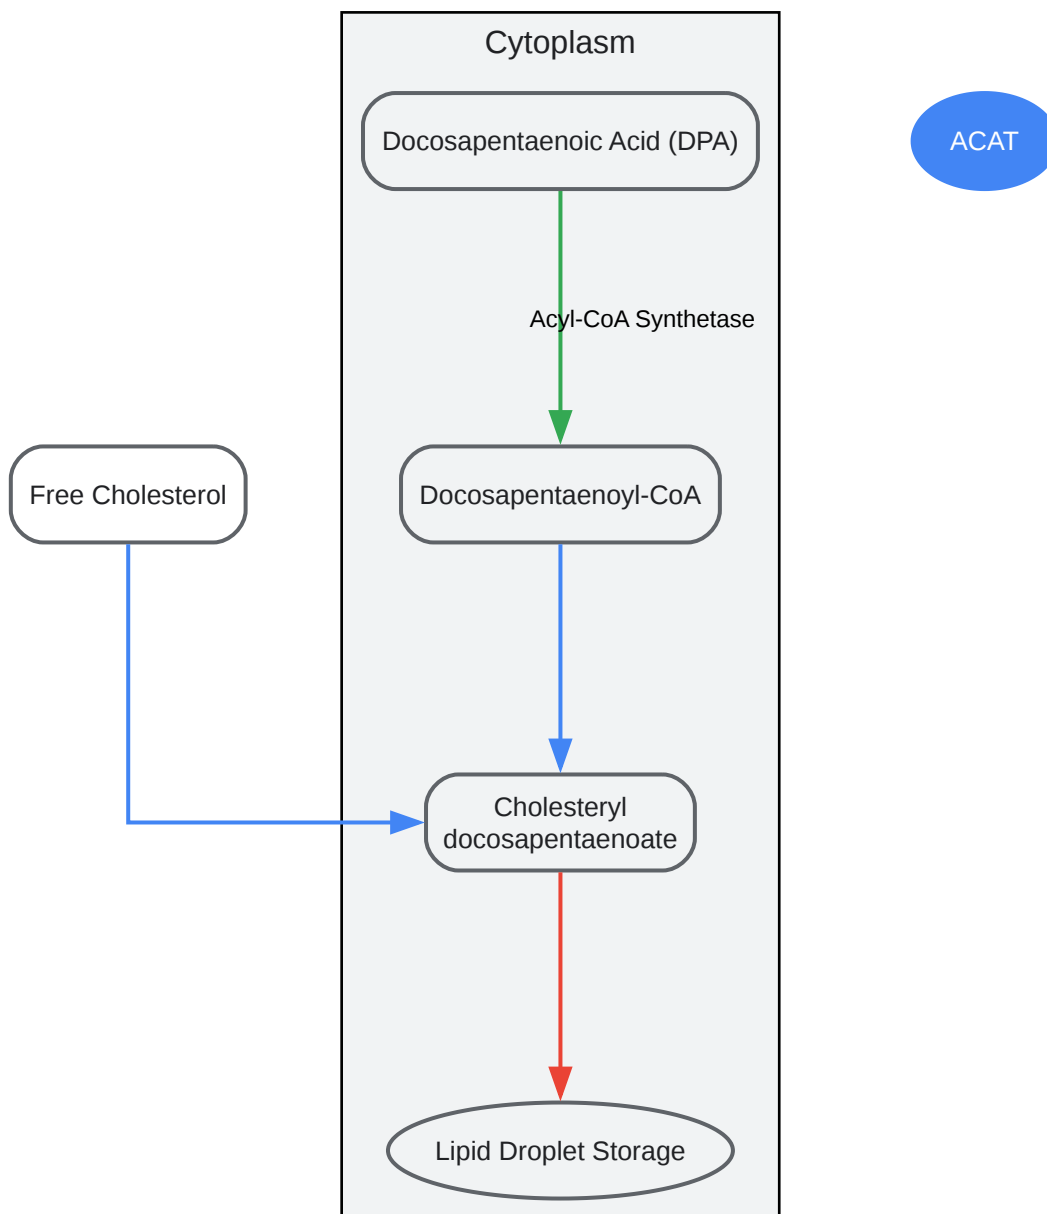 Cytoplasm
Docosapentaenoic Acid (DPA)
ACAT
Acyl-CoA Synthetase
Free Cholesterol
Docosapentaenoyl-CoA
Cholesteryl
docosapentaenoate
Lipid Droplet Storage